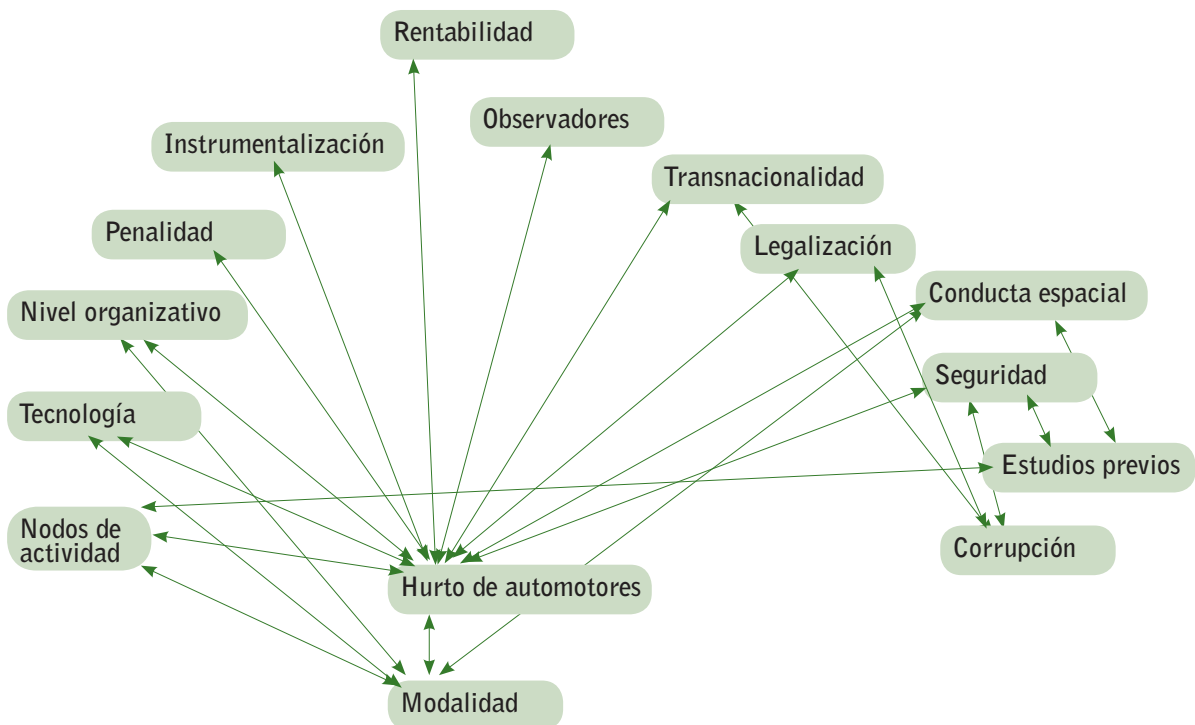 Rentabilidad
Observadores
Instrumentalización
Transnacionalidad
Penalidad
Legalización
Conducta espacial
Nivel organizativo
Seguridad
Tecnología
Estudios previos
Nodos de
actividad
Corrupción
Hurto de automotores
Modalidad